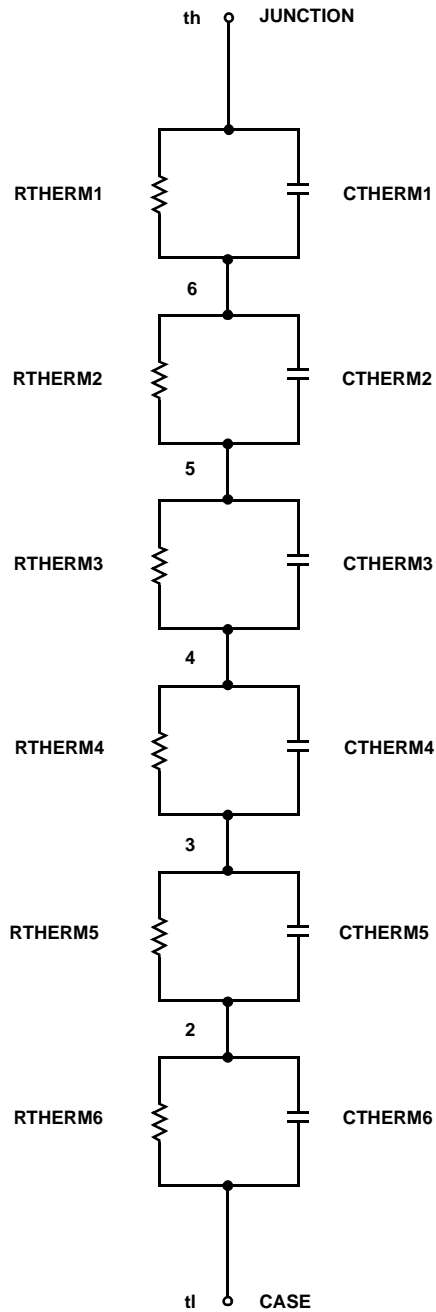 th JUNCTION
RTHERM1 CTHERM1
6
RTHERM2 CTHERM2
5
RTHERM3 CTHERM3
4
RTHERM4 CTHERM4
3
RTHERM5 CTHERM5
2
RTHERM6 CTHERM6
tl CASE